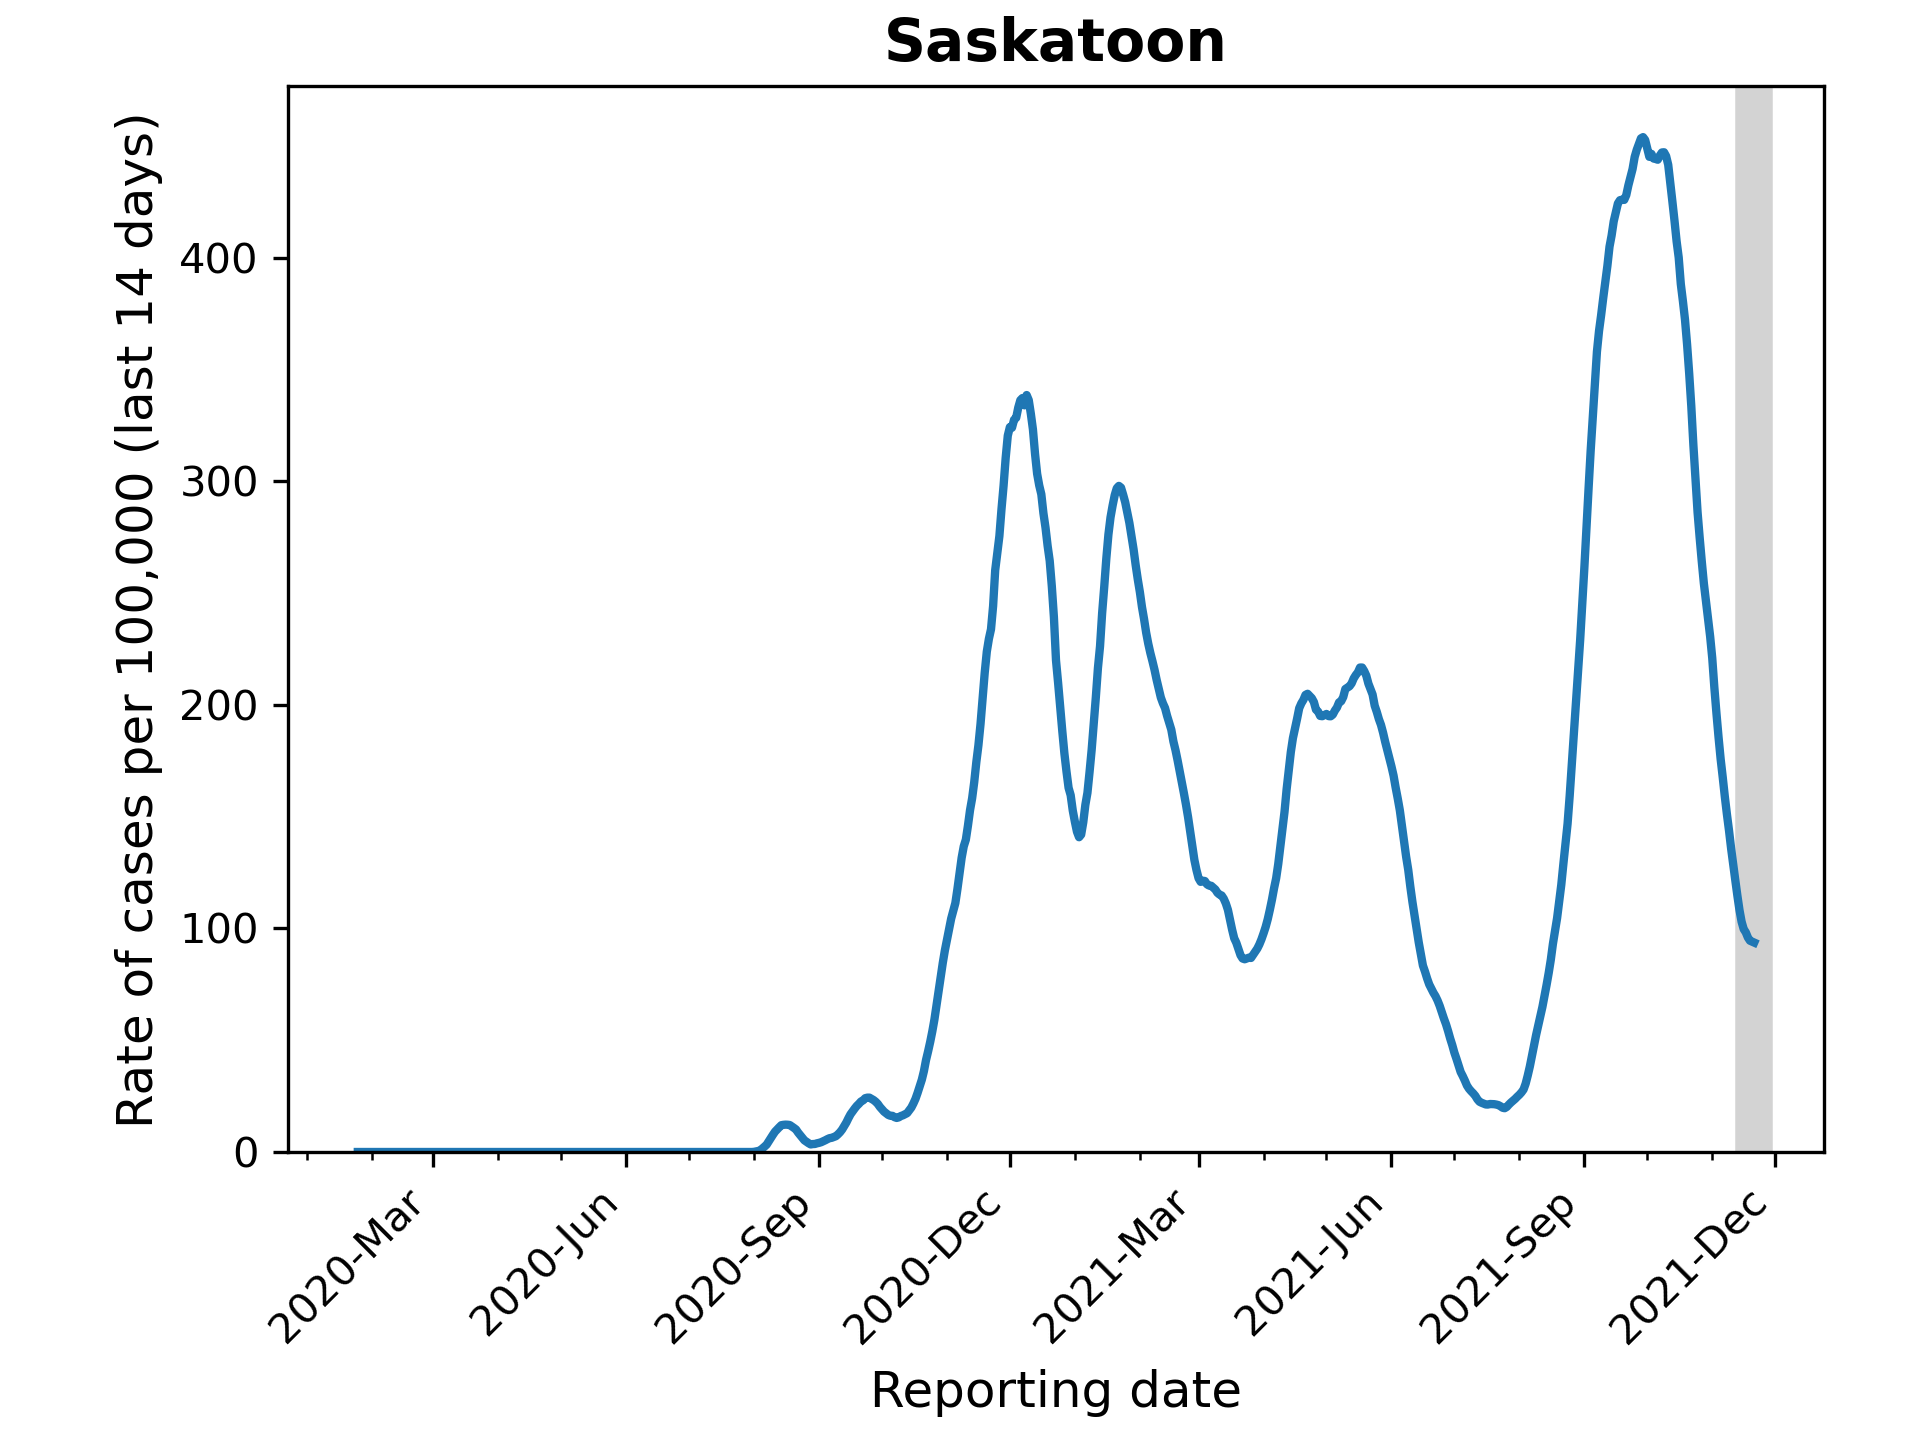 Saskatoon
Rate of cases per 100,000 (last 14 days)
400
300
200
100
0
2020-Mar
2020-Jun
2020-Sep
2020-Dec
2021-Mar
2021-Jun
2021-Sep
2021-Dec
Reporting date